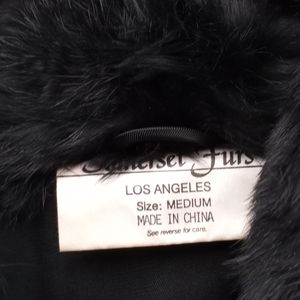 Somerset Furs
LOS ANGELES
Size: MEDIUM
MADE IN CHINA
See reverse for care.